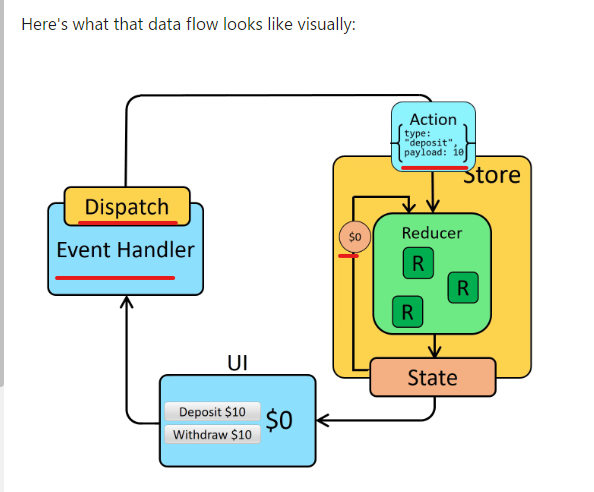 Here's what that data flow looks like visually:
Action
{type:
"deposit",
payload: 10}
Store
Dispatch
Event Handler
$0
Reducer
R
R
R
State
UI
Deposit $10
Withdraw $10
$0